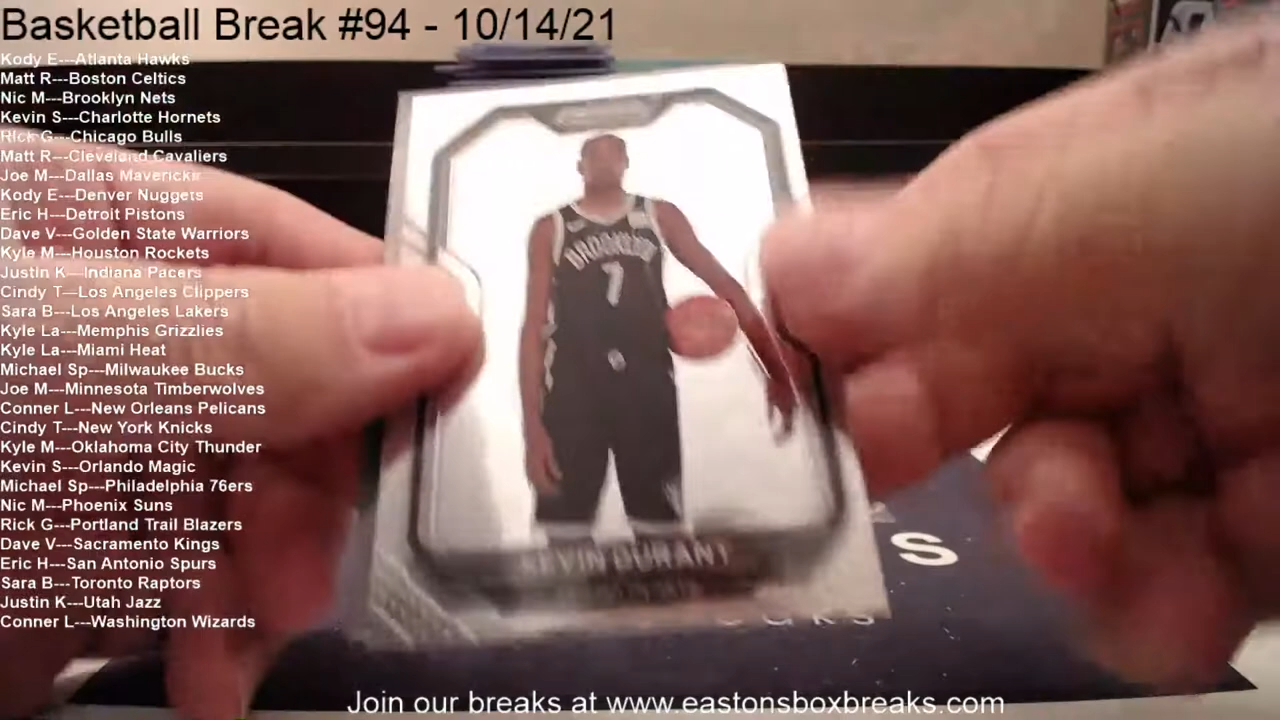 Basketball Break #94 - 10/14/21
Kody E---Atlanta Hawks
Matt R---Boston Celtics
Nic M---Brooklyn Nets
Kevin S---Charlotte Hornets
Rick G---Chicago Bulls
Matt R---Cleveland Cavaliers
Joe M---Dallas Mavericks
Kody E---Denver Nuggets
Eric H---Detroit Pistons
Dave V---Golden State Warriors
Kyle M---Houston Rockets
Justin K---Indiana Pacers
Cindy T---Los Angeles Clippers
Sara B---Los Angeles Lakers
Kyle La---Memphis Grizzlies
Kyle La---Miami Heat
Michael Sp---Milwaukee Bucks
Joe M---Minnesota Timberwolves
Conner L---New Orleans Pelicans
Cindy T---New York Knicks
Kyle M---Oklahoma City Thunder
Kevin S---Orlando Magic
Michael Sp---Philadelphia 76ers
Nic M---Phoenix Suns
Rick G---Portland Trail Blazers
Dave V---Sacramento Kings
Eric H---San Antonio Spurs
Sara B---Toronto Raptors
Justin K---Utah Jazz
Conner L---Washington Wizards
BROOKLYN
7
KEVIN DURANT
S
Join our breaks at www.eastonsboxbreaks.com